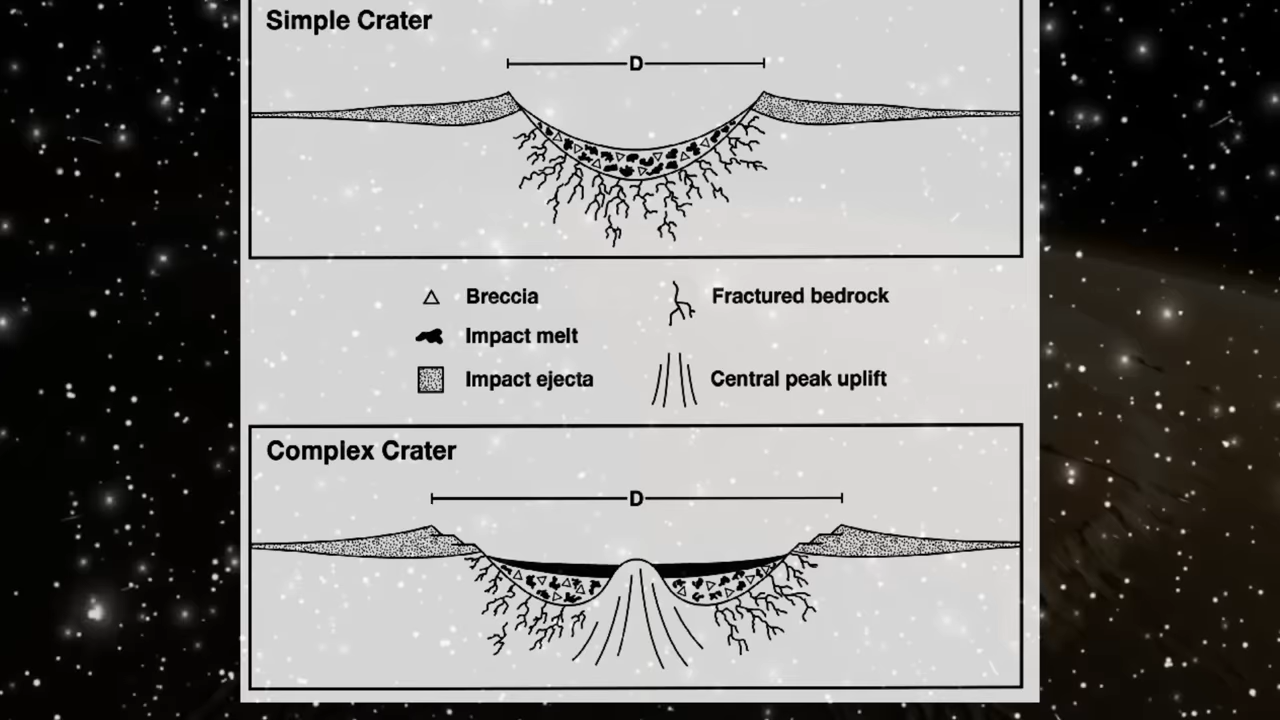 Simple Crater
D
Breccia
Fractured bedrock
Impact melt
Impact ejecta
Central peak uplift
Complex Crater
D